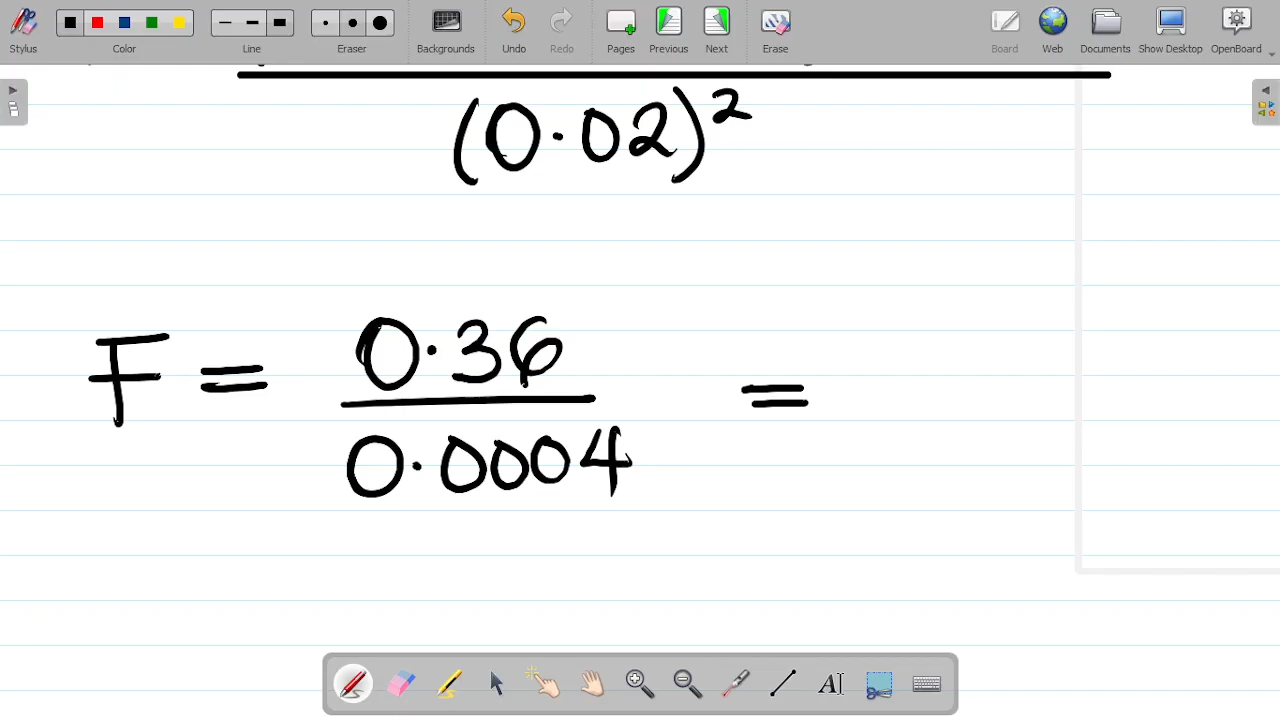 Stylus Color Line Eraser Backgrounds Undo Redo Pages Previous Next Erase Board Web Documents Show Desktop OpenBoard
(0.02)²
F = 0.36 =
0.0004
AI